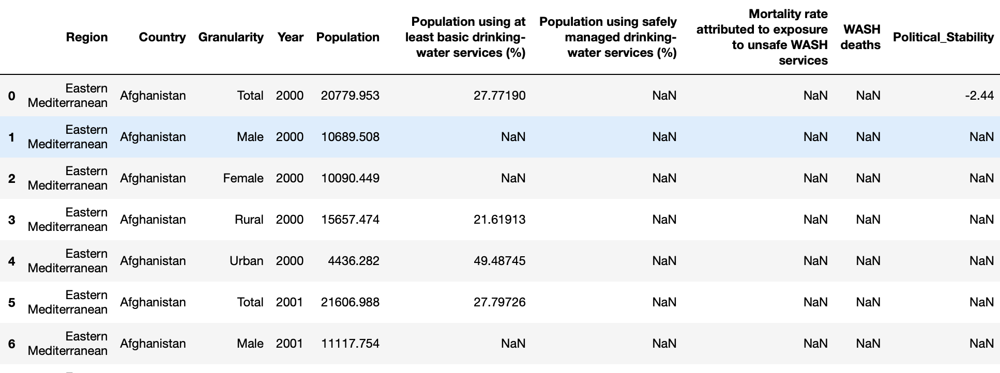 Region Country Granularity Year Population Population using at least basic drinking-water services (%) Population using safely managed drinking-water services (%) Mortality rate attributed to exposure to unsafe WASH services WASH deaths Political_Stability
0 Eastern Mediterranean Afghanistan Total 2000 20779.953 27.77190 NaN NaN NaN -2.44
1 Eastern Mediterranean Afghanistan Male 2000 10689.508 NaN NaN NaN NaN NaN
2 Eastern Mediterranean Afghanistan Female 2000 10090.449 NaN NaN NaN NaN NaN
3 Eastern Mediterranean Afghanistan Rural 2000 15657.474 21.61913 NaN NaN NaN NaN
4 Eastern Mediterranean Afghanistan Urban 2000 4436.282 49.48745 NaN NaN NaN NaN
5 Eastern Mediterranean Afghanistan Total 2001 21606.988 27.79726 NaN NaN NaN NaN
6 Eastern Mediterranean Afghanistan Male 2001 11117.754 NaN NaN NaN NaN NaN